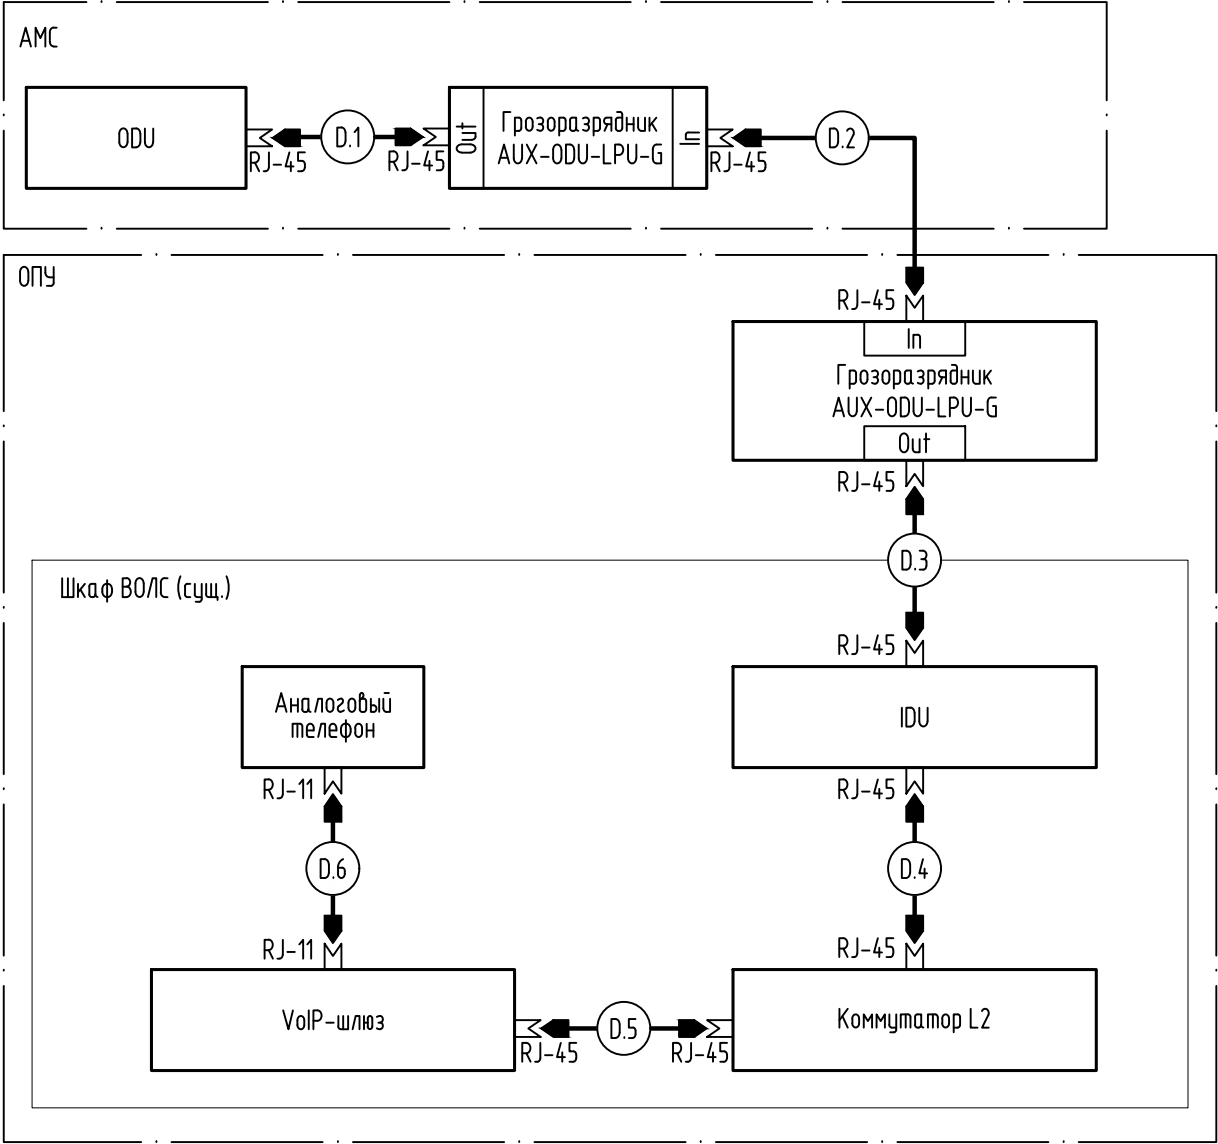 АМС
ODU
RJ-45
D.1
RJ-45
Out
Грозоразрядник
AUX-ODU-LPU-G
In
RJ-45
D.2
ОПУ
RJ-45
In
Грозоразрядник
AUX-ODU-LPU-G
Out
RJ-45
D.3
Шкаф ВОЛС (сущ.)
RJ-45
Аналоговый
телефон
IDU
RJ-11
RJ-45
D.6
D.4
RJ-11
RJ-45
VoIP-шлюз
RJ-45
D.5
RJ-45
Коммутатор L2